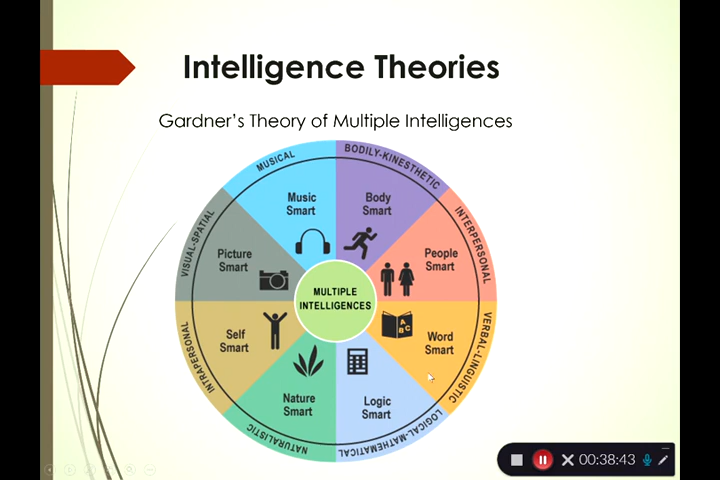 Intelligence Theories
Gardner's Theory of Multiple Intelligences
MUSICAL
BODILY-KINESTHETIC
Music
Smart
Body
Smart
VISUAL-SPATIAL
INTERPERSONAL
Picture
Smart
People
Smart
MULTIPLE
INTELLIGENCES
A
B C
INTRAPERSONAL
VERBAL-LINGUISTIC
Self
Smart
Word
Smart
Nature
Smart
Logic
Smart
NATURALISTIC
LOGICAL-MATHEMATICAL
00:38:43